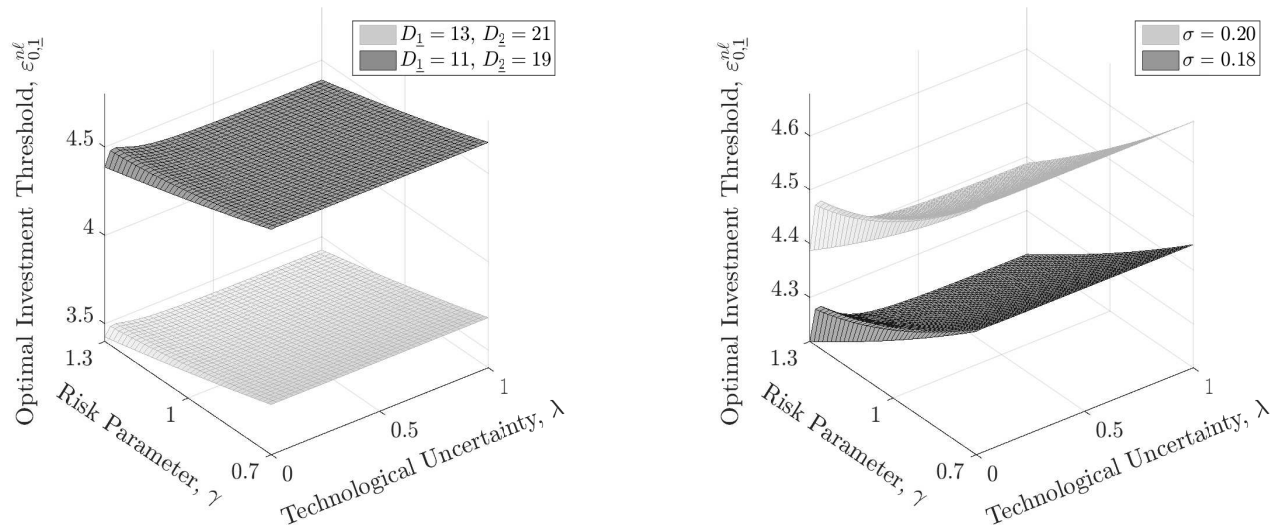 D_1 = 13, D_2 = 21
D_1 = 11, D_2 = 19
Optimal Investment Threshold, ε^{nℓ}_{0,1}
4.5
4
3.5
1.3
1
0.7
Risk Parameter, γ
0
0.5
1
Technological Uncertainty, λ
σ = 0.20
σ = 0.18
Optimal Investment Threshold, ε^{nℓ}_{0,1}
4.6
4.5
4.4
4.3
1.3
1
0.7
Risk Parameter, γ
0
0.5
1
Technological Uncertainty, λ